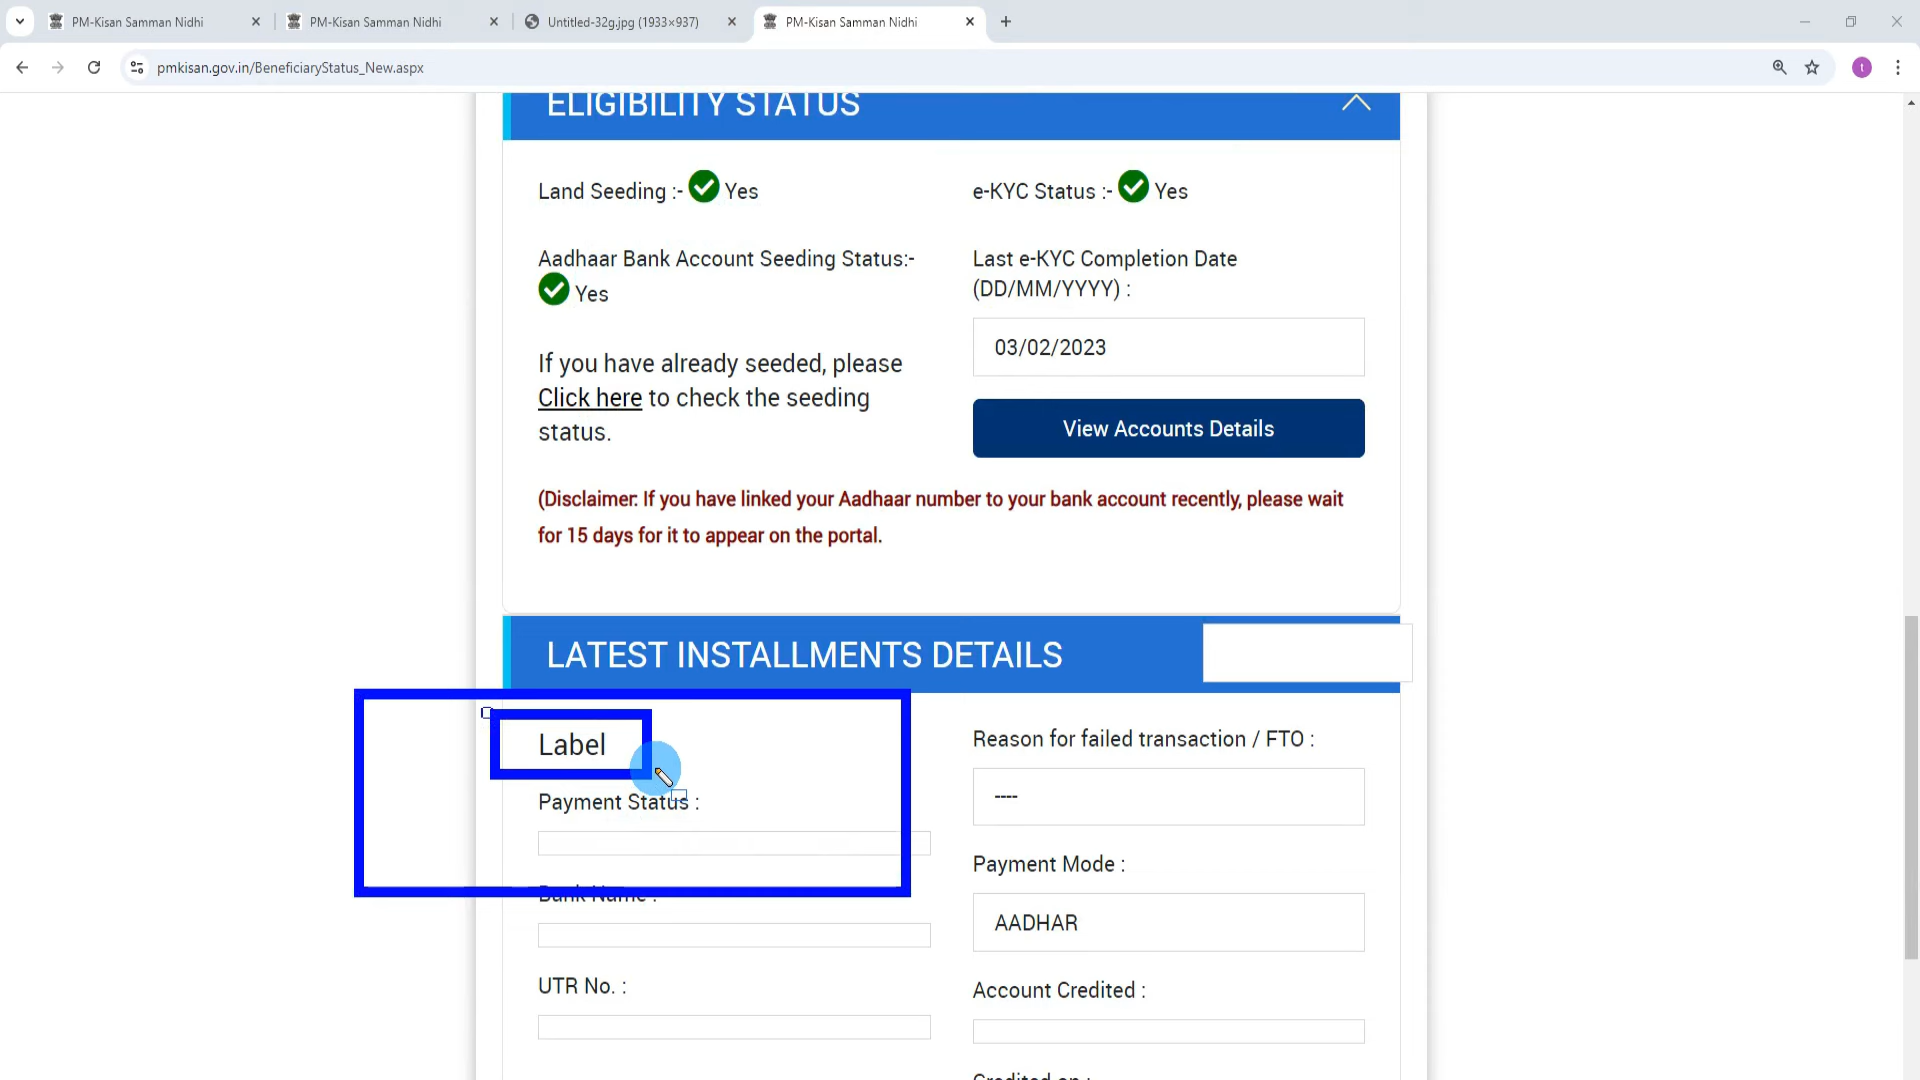 PM-Kisan Samman Nidhi
PM-Kisan Samman Nidhi
Untitled-32g.jpg (1933×937)
PM-Kisan Samman Nidhi
pmkisan.gov.in/BeneficiaryStatus_New.aspx
t
ELIGIBILITY STATUS
Land Seeding :- Yes
e-KYC Status :- Yes
Aadhaar Bank Account Seeding Status:-
Yes
Last e-KYC Completion Date
(DD/MM/YYYY) :
03/02/2023
If you have already seeded, please
Click here to check the seeding
status.
View Accounts Details
(Disclaimer: If you have linked your Aadhaar number to your bank account recently, please wait
for 15 days for it to appear on the portal.
LATEST INSTALLMENTS DETAILS
Label
Reason for failed transaction / FTO :
----
Payment Status :
Payment Mode :
Bank Name :
AADHAR
UTR No. :
Account Credited :
Credited on :